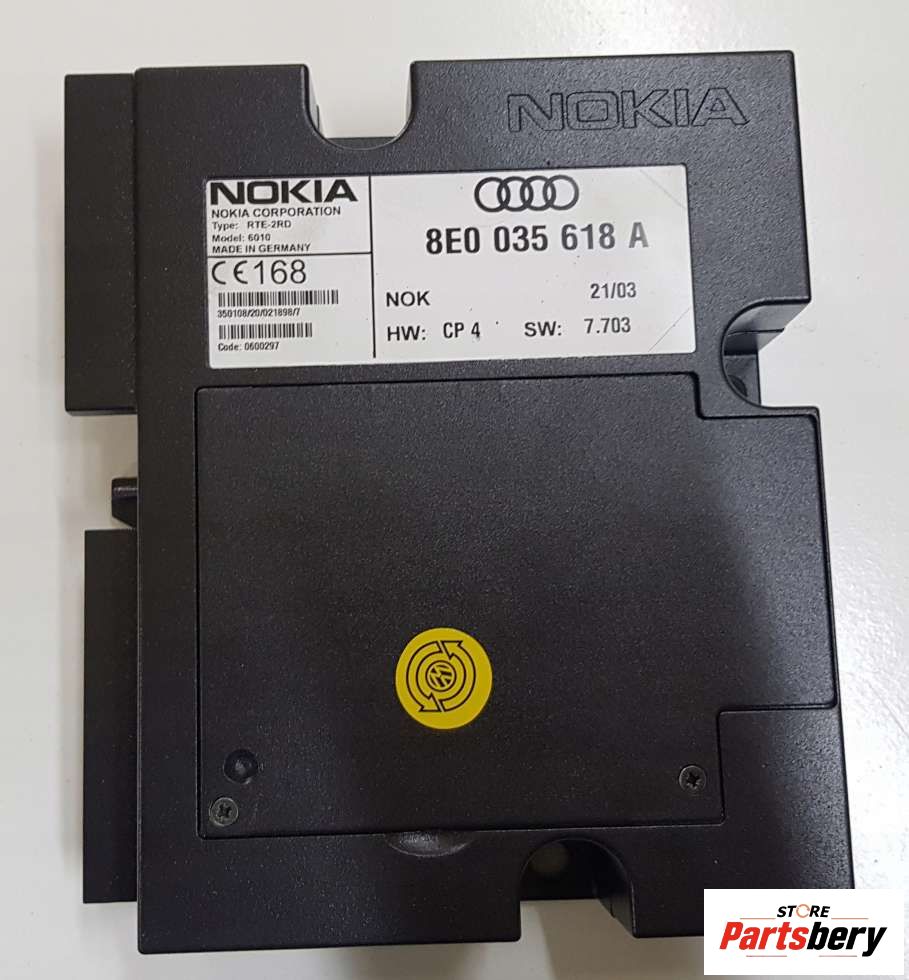 NOKIA
NOKIA
NOKIA CORPORATION
Type: RTE-2RD
Model: 6010
MADE IN GERMANY
CE168
350108/20/021898/7
Code: 0600297
8E0 035 618 A
NOK 21/03
HW: CP 4 SW: 7.703
STORE
Partsbery